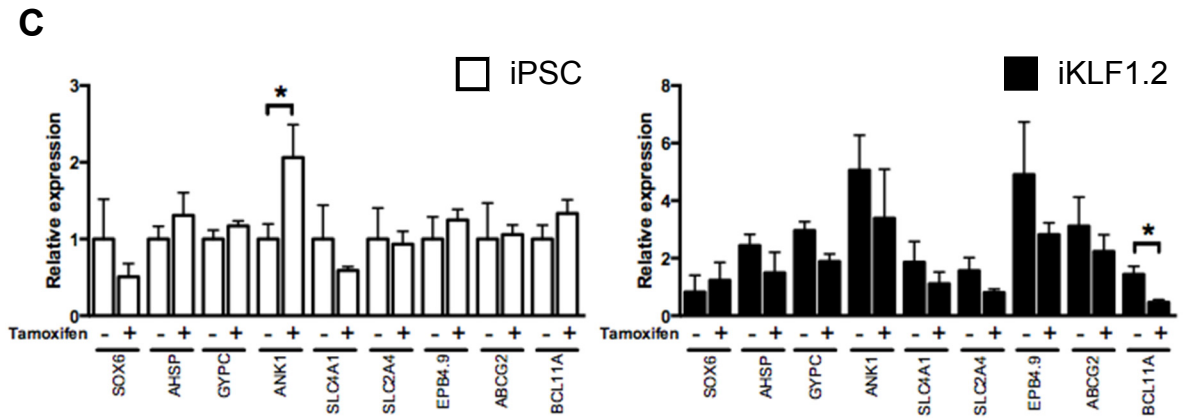 C
iPSC
iKLF1.2
3
2
1
0
Relative expression
*
Tamoxifen - + - + - + - + - + - + - + - + - +
SOX6
AHSP
GYPC
ANK1
SLC4A1
SLC2A4
EPB4.9
ABCG2
BCL11A
8
6
4
2
0
Relative expression
*
Tamoxifen - + - + - + - + - + - + - + - + - +
SOX6
AHSP
GYPC
ANK1
SLC4A1
SLC2A4
EPB4.9
ABCG2
BCL11A